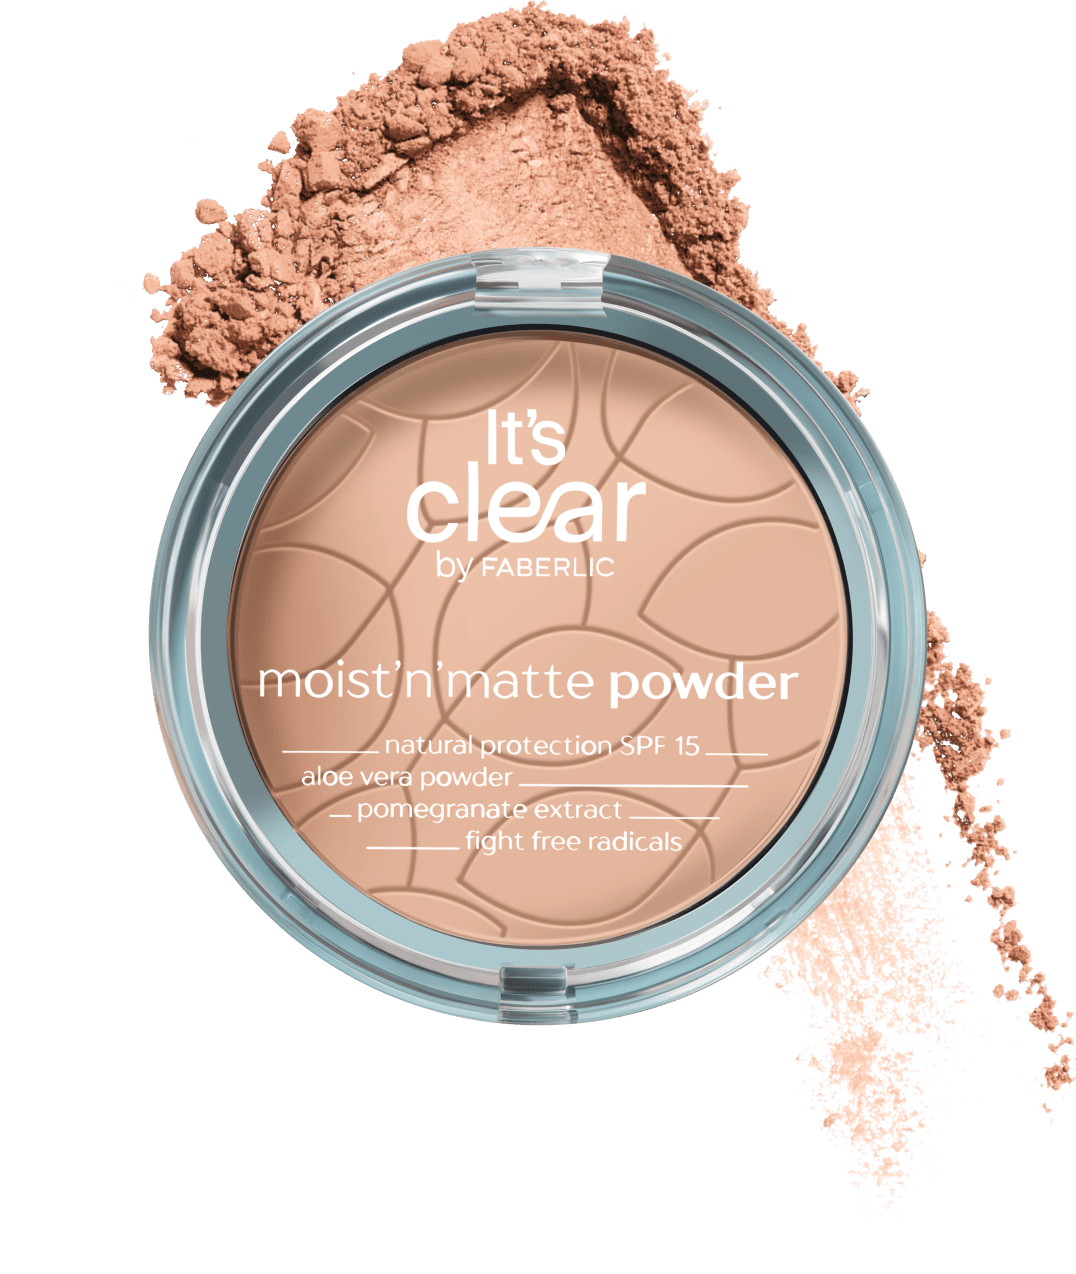 It's
clear
by FABERLIC
moist'n'matte powder
natural protection SPF 15
aloe vera powder
pomegranate extract
fight free radicals